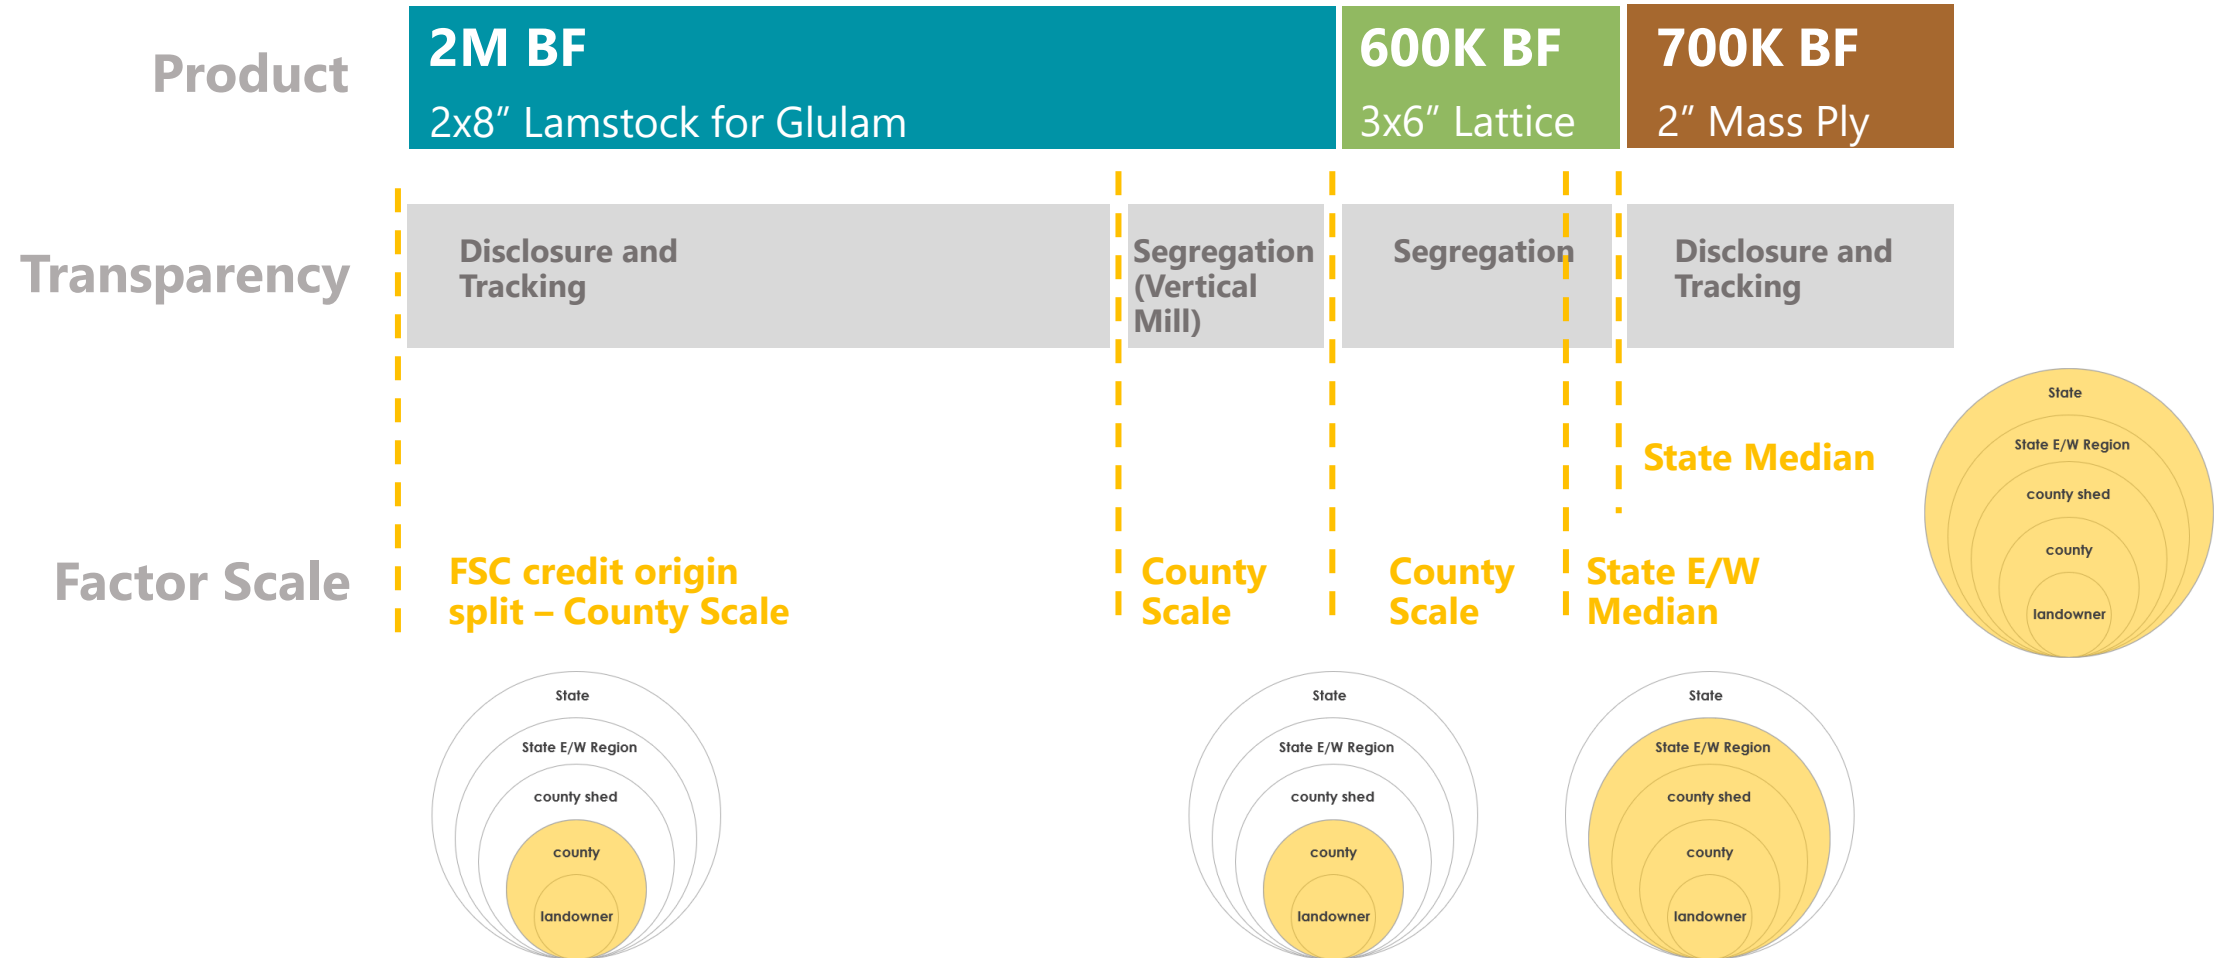 Product
2M BF
2x8” Lamstock for Glulam
600K BF
3x6” Lattice
700K BF
2” Mass Ply
Transparency
Disclosure and
Tracking
Segregation
(Vertical
Mill)
Segregation
Disclosure and
Tracking
Factor Scale
FSC credit origin
split – County Scale
County
Scale
County
Scale
State E/W
Median
State Median
State
State E/W Region
county shed
county
landowner
State
State E/W Region
county shed
county
landowner
State
State E/W Region
county shed
county
landowner
State
State E/W Region
county shed
county
landowner